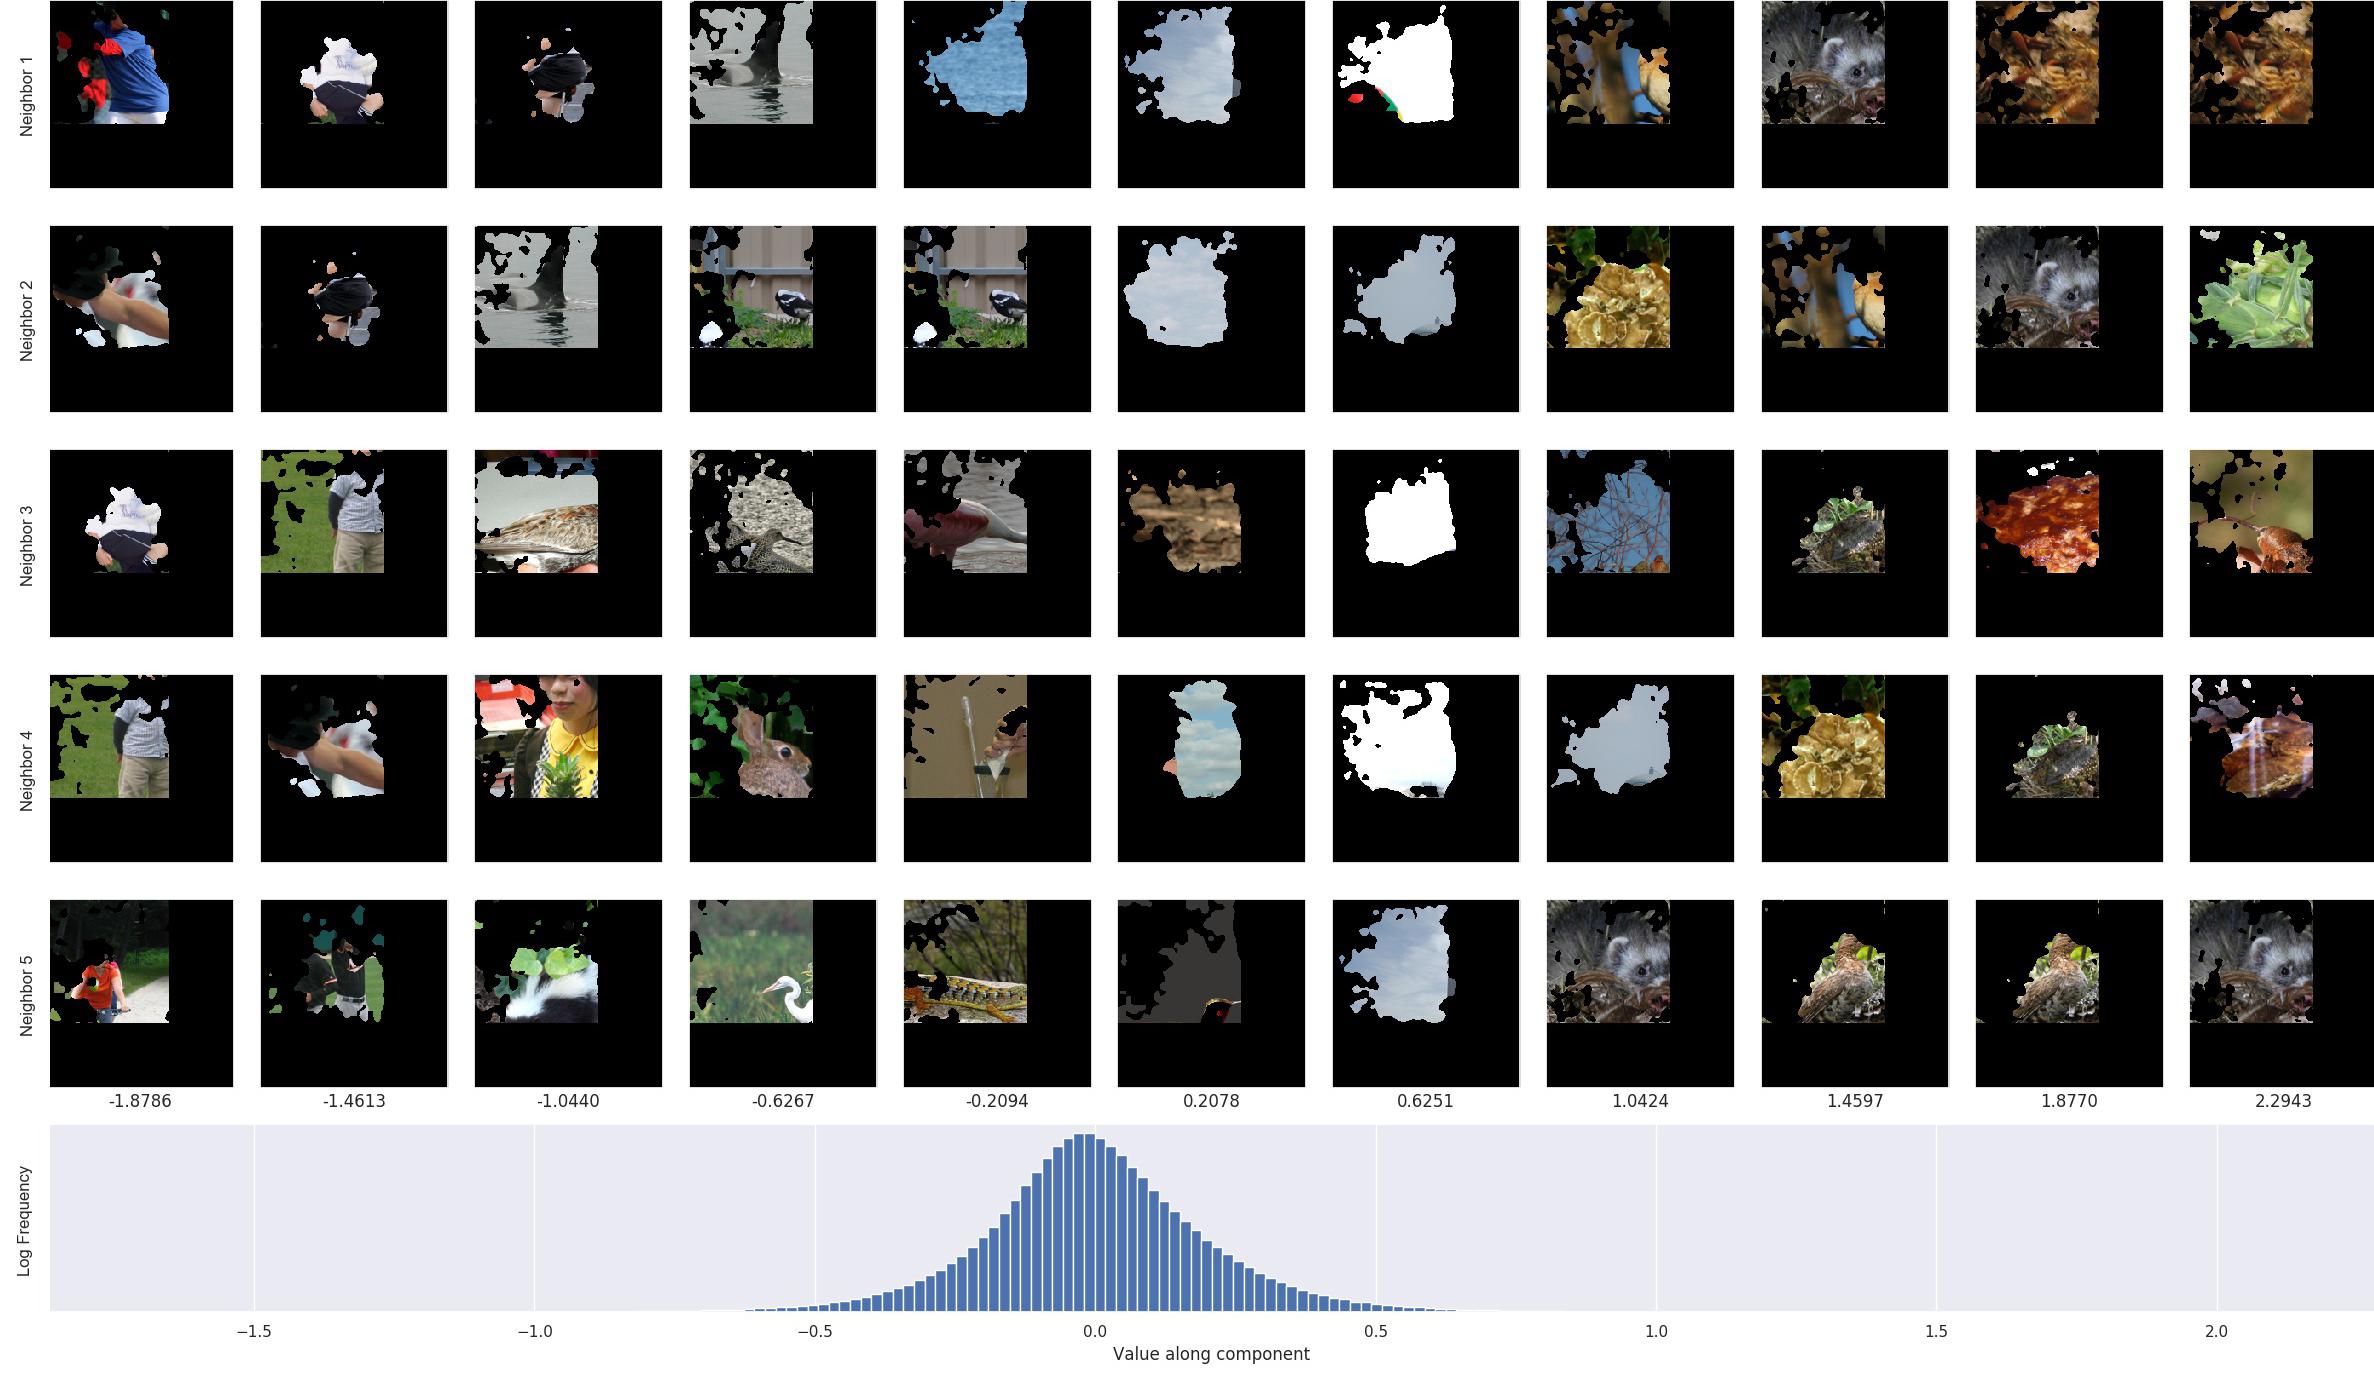 Neighbor 1
Neighbor 2
Neighbor 3
Neighbor 4
Neighbor 5
-1.8786 -1.4613 -1.0440 -0.6267 -0.2094 0.2078 0.6251 1.0424 1.4597 1.8770 2.2943
Log Frequency
−1.5 −1.0 −0.5 0.0 0.5 1.0 1.5 2.0
Value along component